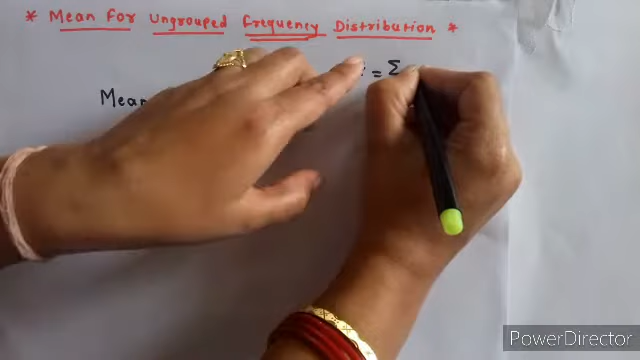 * Mean for Ungrouped Frequency Distribution *
= Σ
Mean
PowerDirector